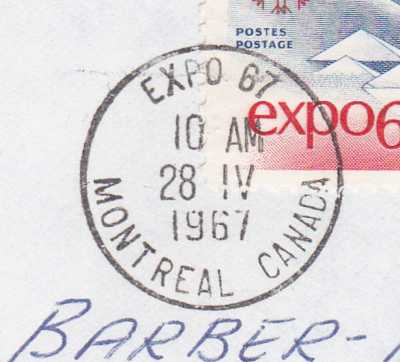 POSTES
POSTAGE
EXPO 67
10 AM
expo6
28 IV
1967
MONTREAL CANADA
BARBER-